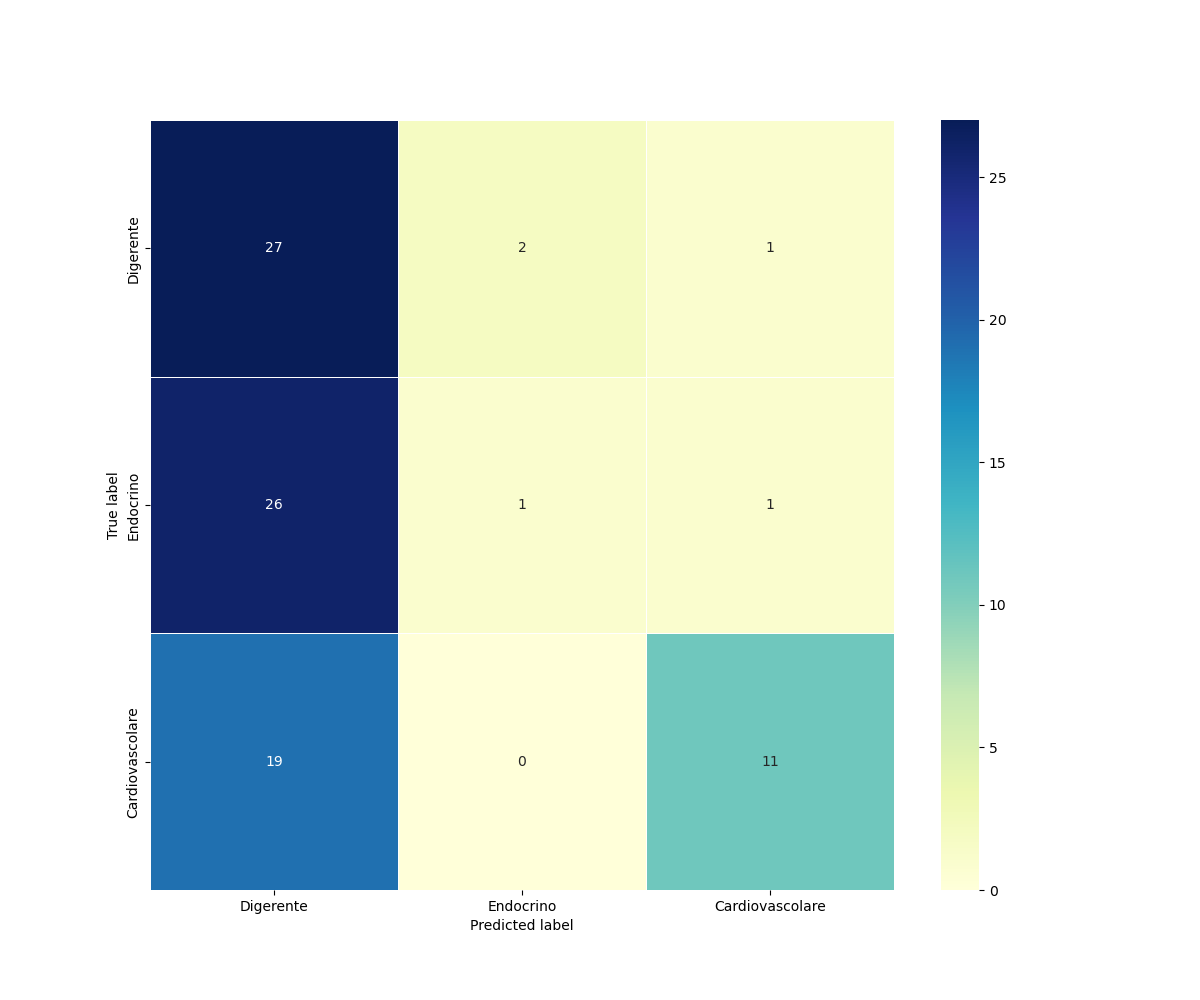 True label
Digerente
27
2
1
Endocrino
26
1
1
Cardiovascolare
19
0
11
Digerente
Endocrino
Cardiovascolare
Predicted label
25
20
15
10
5
0